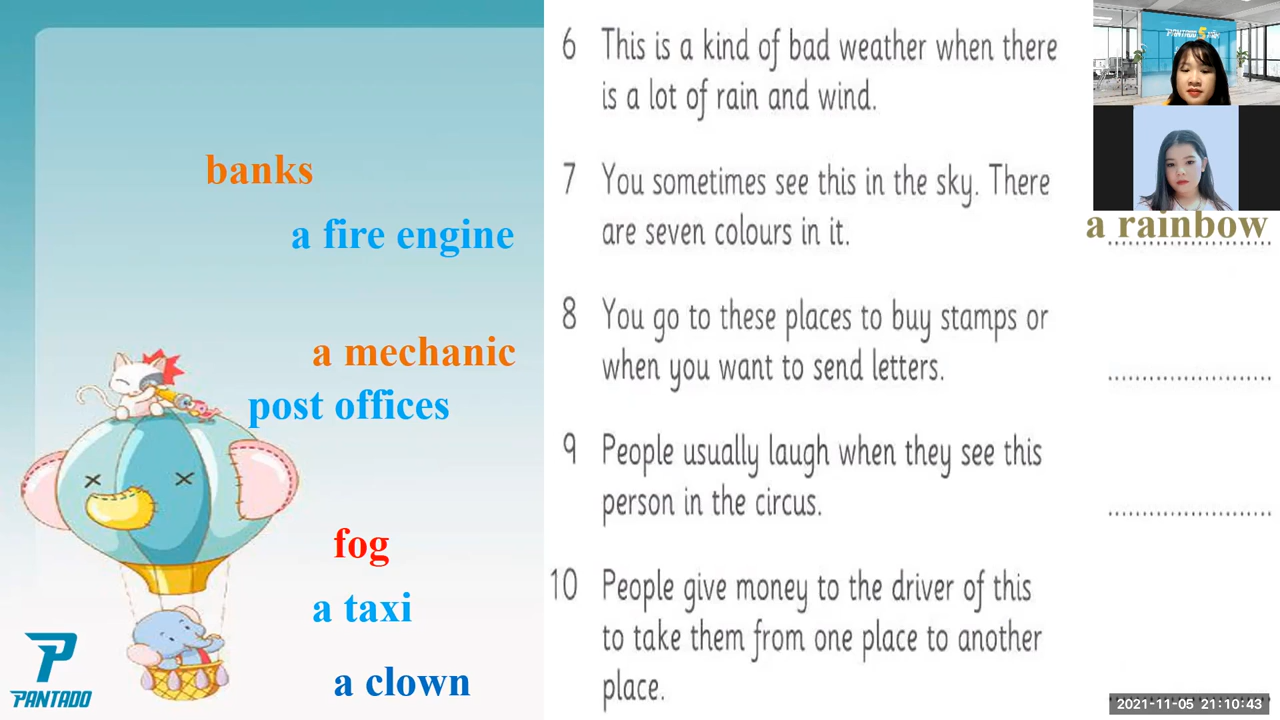 banks
a fire engine
a mechanic
post offices
fog
a taxi
a clown
PANTADO
6 This is a kind of bad weather when there
is a lot of rain and wind.
7 You sometimes see this in the sky. There
are seven colours in it.
a rainbow
8 You go to these places to buy stamps or
when you want to send letters.
9 People usually laugh when they see this
person in the circus.
10 People give money to the driver of this
to take them from one place to another
place.
2021-11-05 21:10:43